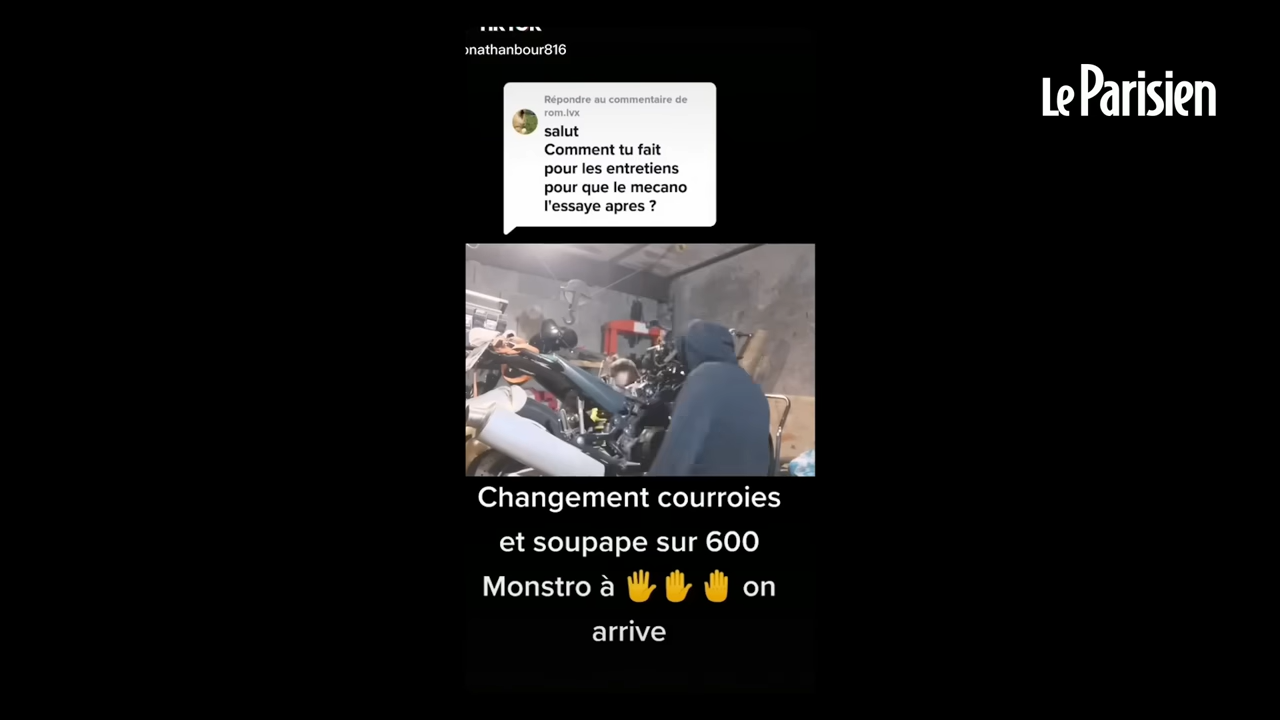 TikTok
onathanbour816
Le Parisien
Répondre au commentaire de
rom.lvx
salut
Comment tu fait
pour les entretiens
pour que le mecano
l'essaye apres ?
Changement courroies
et soupape sur 600
Monstro à 🖐️✋🤚 on
arrive